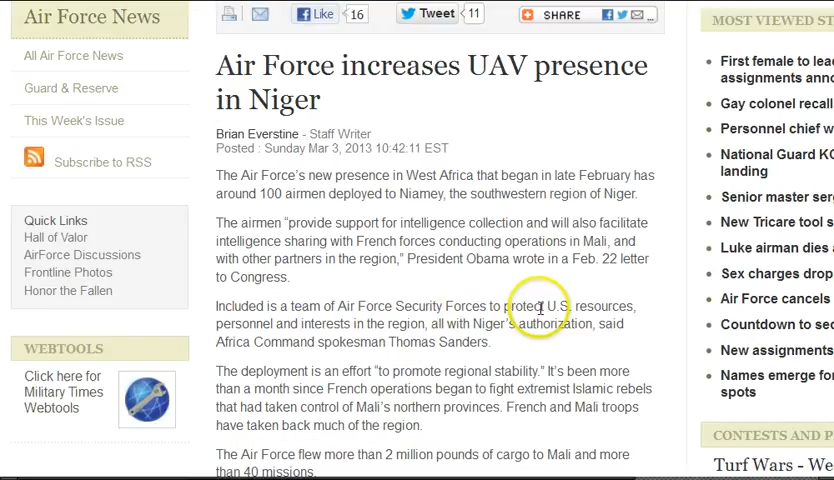 Air Force News
All Air Force News
Guard & Reserve
This Week's Issue
Subscribe to RSS
Quick Links
Hall of Valor
AirForce Discussions
Frontline Photos
Honor the Fallen
WEBTOOLS
Click here for
Military Times
Webtools
Like 16
Tweet 11
SHARE
Air Force increases UAV presence
in Niger
Brian Everstine - Staff Writer
Posted : Sunday Mar 3, 2013 10:42:11 EST
The Air Force's new presence in West Africa that began in late February has
around 100 airmen deployed to Niamey, the southwestern region of Niger.
The airmen “provide support for intelligence collection and will also facilitate
intelligence sharing with French forces conducting operations in Mali, and
with other partners in the region,” President Obama wrote in a Feb. 22 letter
to Congress.
Included is a team of Air Force Security Forces to protect U.S. resources,
personnel and interests in the region, all with Niger's authorization, said
Africa Command spokesman Thomas Sanders.
The deployment is an effort “to promote regional stability.” It's been more
than a month since French operations began to fight extremist Islamic rebels
that had taken control of Mali's northern provinces. French and Mali troops
have taken back much of the region.
The Air Force flew more than 2 million pounds of cargo to Mali and more
than 40 missions.
MOST VIEWED
First female to
assignments
Gay colonel
Personnel chief
National Guard
landing
Senior master
New Tricare tool
Luke airman dies
Sex charges
Air Force cancels
Countdown to
New assignments
Names emerge
spots
CONTESTS AND
Turf Wars -